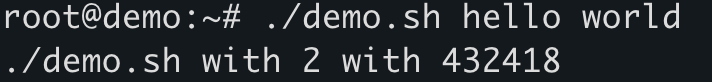 root@demo:~# ./demo.sh hello world
./demo.sh with 2 with 432418